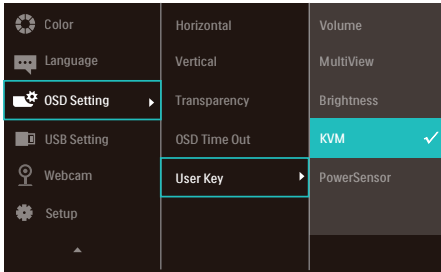 Color
Language
OSD Setting
USB Setting
Webcam
Setup
Horizontal
Vertical
Transparency
OSD Time Out
User Key
Volume
MultiView
Brightness
KVM
PowerSensor